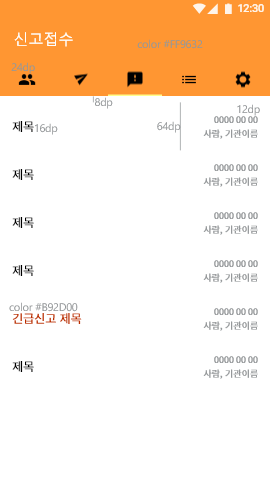 12:30
신고접수
color #FF9632
24dp
8dp
12dp
제목
16dp
64dp
0000 00 00
사람, 기관이름
제목
0000 00 00
사람, 기관이름
제목
0000 00 00
사람, 기관이름
제목
0000 00 00
사람, 기관이름
color #B92D00
긴급신고 제목
0000 00 00
사람, 기관이름
제목
0000 00 00
사람, 기관이름